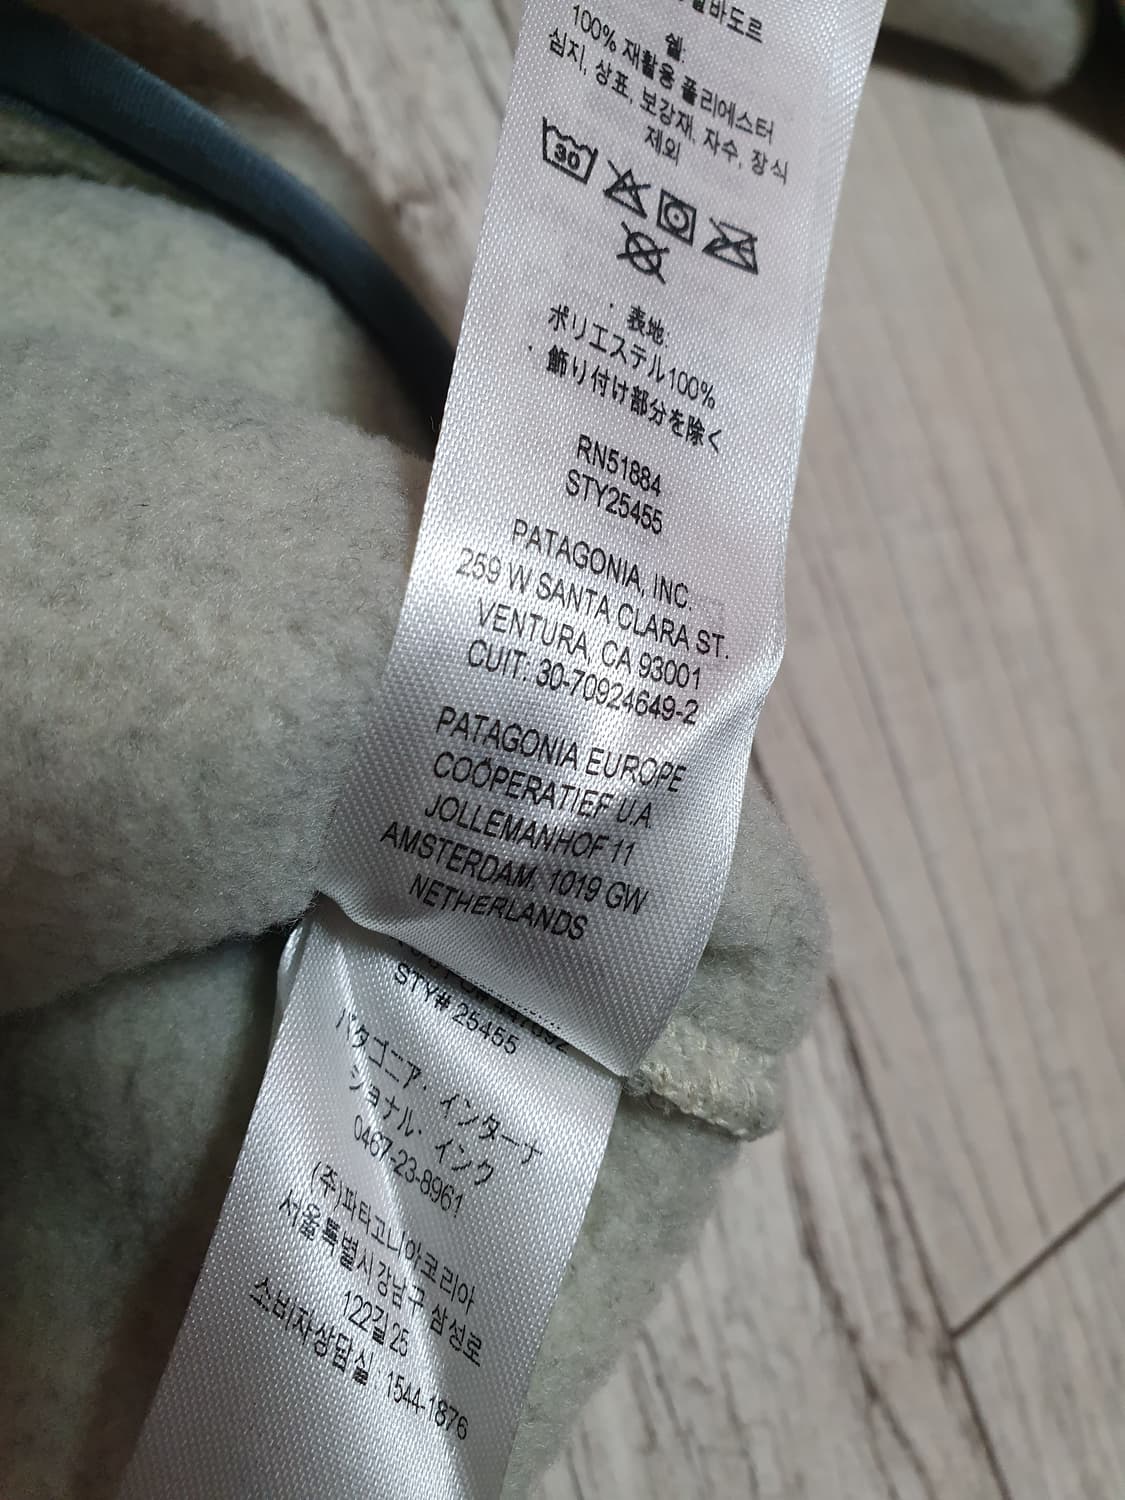 바도르
쉘:
100% 재활용 폴리에스터
심지, 상표, 보강재, 자수, 장식
제외
30
· 表地
ポリエステル100%
· 飾り付け部分を除く
RN51884
STY25455
PATAGONIA, INC.
259 W SANTA CLARA ST.
VENTURA, CA 93001
CUIT: 30-70924649-2
PATAGONIA EUROPE
COÖPERATIEF U.A.
JOLLEMANHOF 11
AMSTERDAM, 1019 GW
NETHERLANDS
STY# 25455
パタゴニア・インターナ
ショナル・インク
0467-23-8961
(주)파타고니아코리아
서울특별시 강남구 삼성로
122길 25
소비자상담실 : 1544-1876